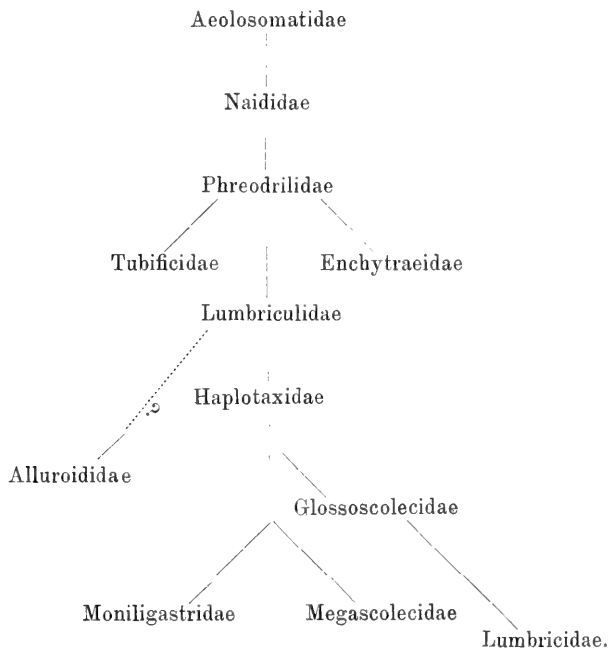 Aeolosomatidae
Naididae
Phreodrilidae
Tubificidae Enchytraeidae
Lumbriculidae
Haplotaxidae
?
Alluroididae
Glossoscolecidae
Moniligastridae Megascolecidae
Lumbricidae.